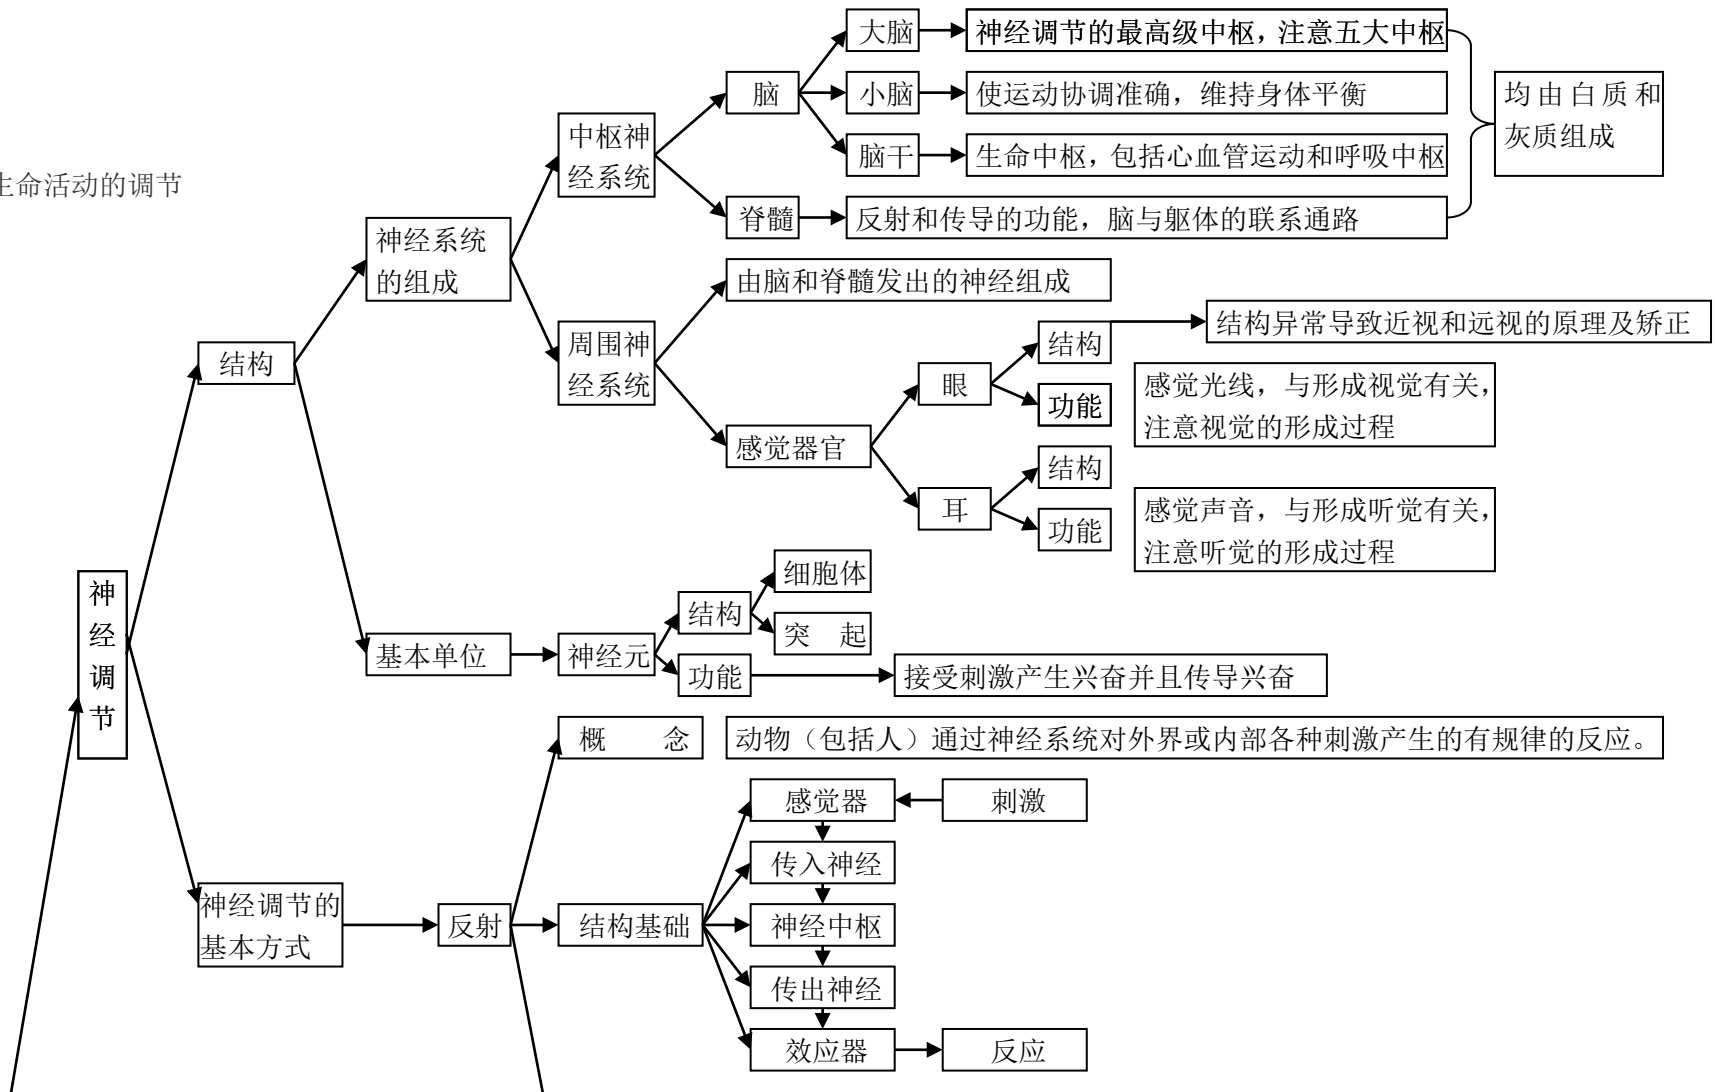 大脑
神经调节的最高级中枢，注意五大中枢
脑
小脑
使运动协调准确，维持身体平衡
均由白质和
灰质组成
中枢神
经系统
脑干
生命中枢，包括心血管运动和呼吸中枢
生命活动的调节
脊髓
反射和传导的功能，脑与躯体的联系通路
神经系统
的组成
由脑和脊髓发出的神经组成
结构
结构异常导致近视和远视的原理及矫正
周围神
经系统
结构
眼
功能
感觉光线，与形成视觉有关，
注意视觉的形成过程
感觉器官
结构
耳
功能
感觉声音，与形成听觉有关，
注意听觉的形成过程
神
经
调
节
细胞体
结构
突 起
基本单位
神经元
功能
接受刺激产生兴奋并且传导兴奋
概 念
动物（包括人）通过神经系统对外界或内部各种刺激产生的有规律的反应。
感觉器
刺激
传入神经
神经调节的
基本方式
反射
结构基础
神经中枢
传出神经
效应器
反应